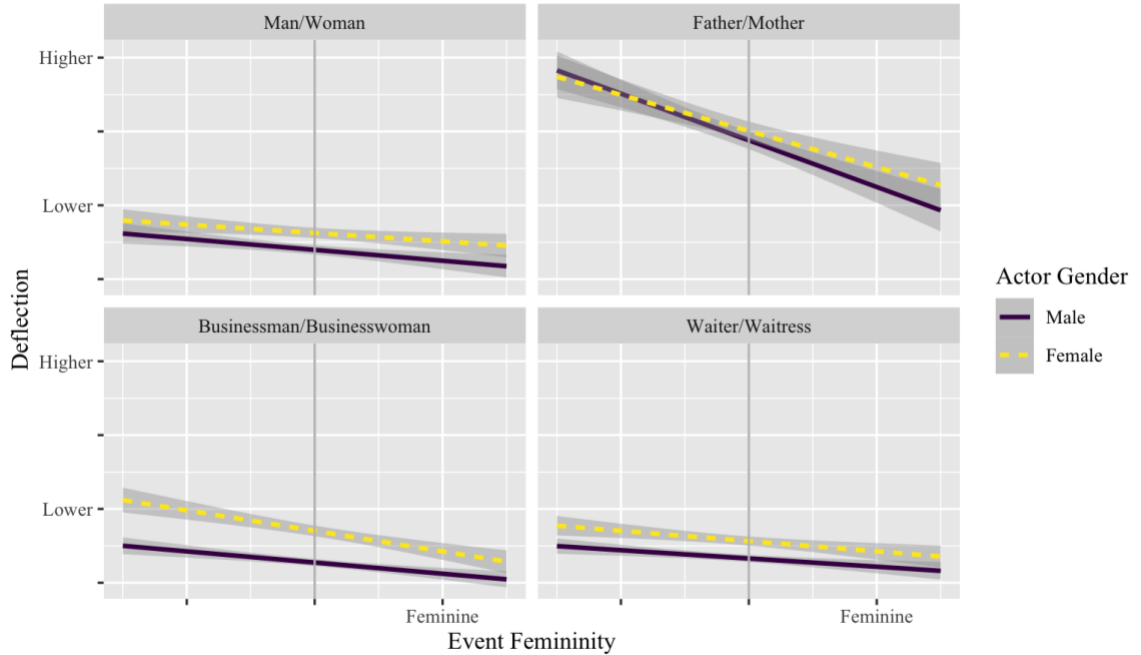 Man/Woman
Father/Mother
Higher
Lower
Businessman/Businesswoman
Waiter/Waitress
Higher
Lower
Feminine
Feminine
Event Femininity
Deflection
Actor Gender
Male
Female